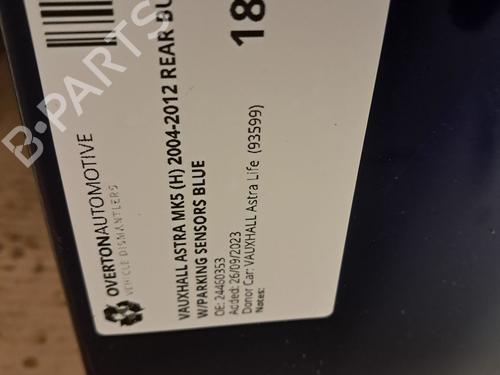 OVERTONAUTOMOTIVE
VEHICLE DISMANTLERS
18
VAUXHALL ASTRA MK5 (H) 2004-2012 REAR BU
W/PARKING SENSORS BLUE
OE: 24460353
Added: 26/09/2023
Donor Car: VAUXHALL Astra Life (93599)
Notes:
B-PARTS